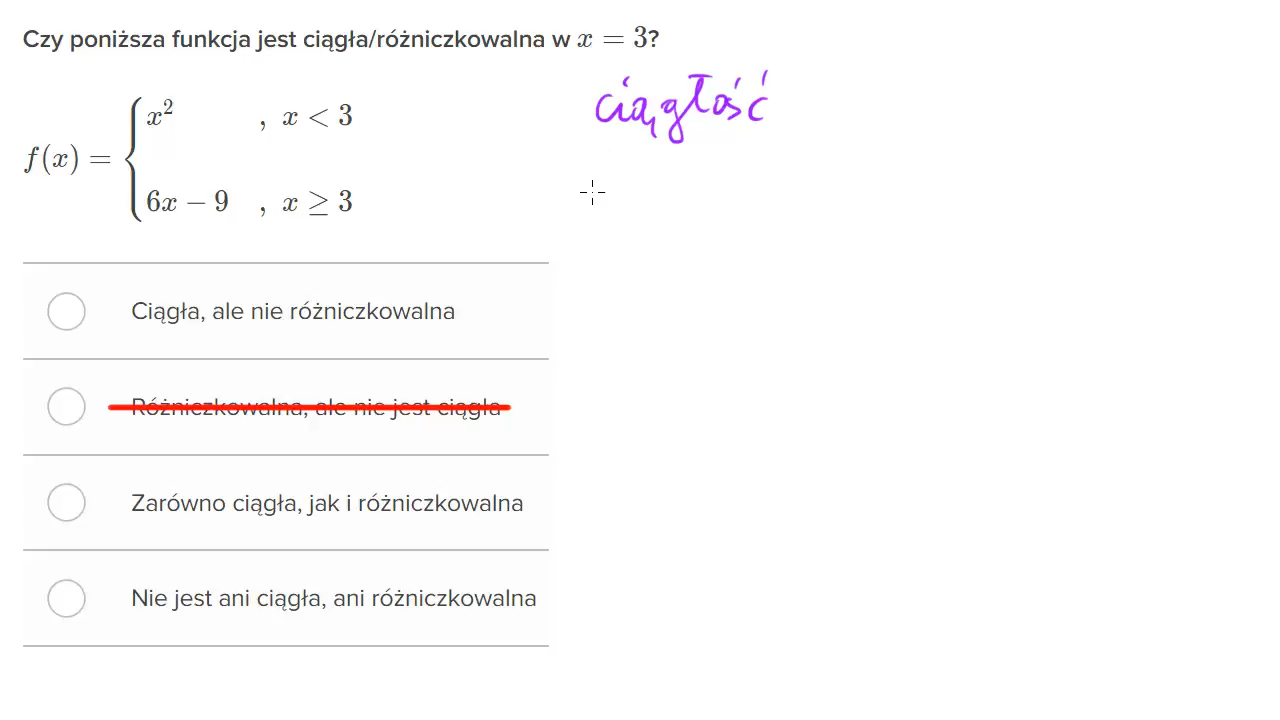 Czy poniższa funkcja jest ciągła/różniczkowalna w x = 3?
ciągłość
f(x) = { x² , x < 3
6x − 9 , x ≥ 3
Ciągła, ale nie różniczkowalna
Różniczkowalna, ale nie jest ciągła
Zarówno ciągła, jak i różniczkowalna
Nie jest ani ciągła, ani różniczkowalna